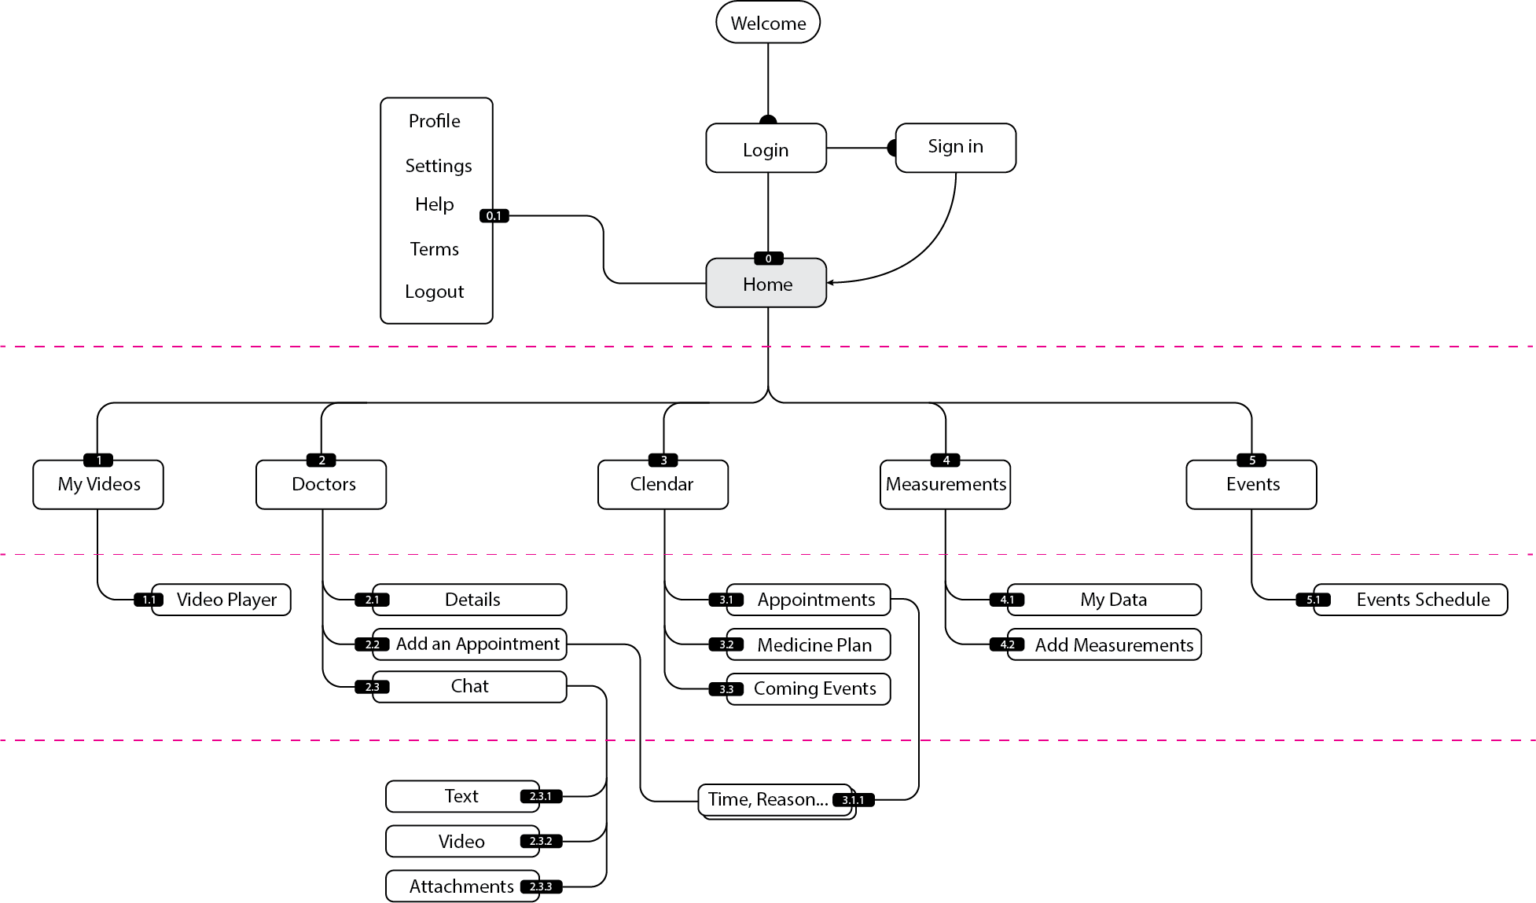 Welcome
Login
Sign in
Profile
Settings
Help
Terms
Logout
0.1
0
Home
1
My Videos
2
Doctors
3
Clendar
4
Measurements
5
Events
1.1 Video Player
2.1 Details
2.2 Add an Appointment
2.3 Chat
3.1 Appointments
3.2 Medicine Plan
3.3 Coming Events
4.1 My Data
4.2 Add Measurements
5.1 Events Schedule
Text 2.3.1
Video 2.3.2
Attachments 2.3.3
Time, Reason... 3.1.1